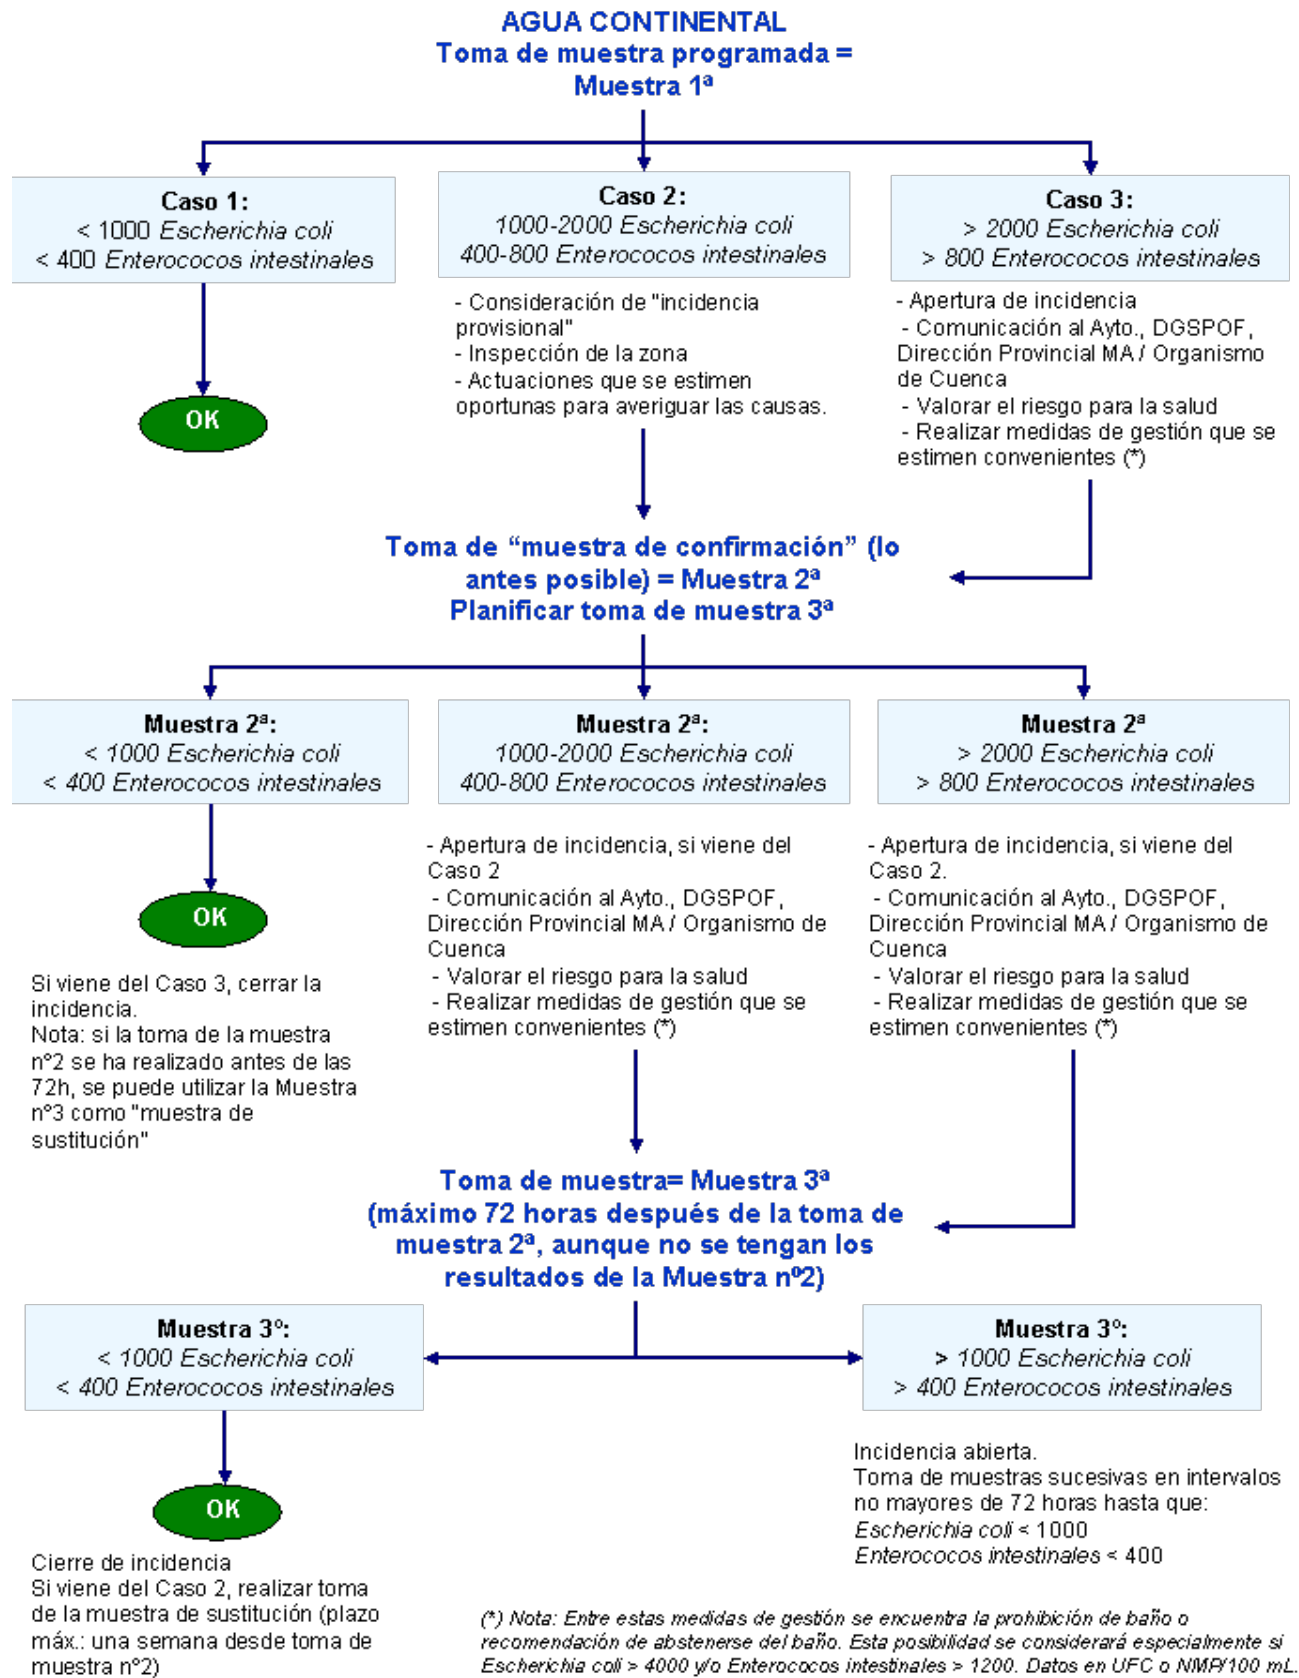 AGUA CONTINENTAL
Toma de muestra programada =
Muestra 1ª
Caso 1:
< 1000 Escherichia coli
< 400 Enterococos intestinales
Caso 2:
1000-2000 Escherichia coli
400-800 Enterococos intestinales
Caso 3:
> 2000 Escherichia coli
> 800 Enterococos intestinales
OK
- Consideración de "incidencia
provisional"
- Inspección de la zona
- Actuaciones que se estimen
oportunas para averiguar las causas.
- Apertura de incidencia
- Comunicación al Ayto., DGSPOF,
Dirección Provincial MA / Organismo
de Cuenca
- Valorar el riesgo para la salud
- Realizar medidas de gestión que se
estimen convenientes (*)
Toma de “muestra de confirmación” (lo
antes posible) = Muestra 2ª
Planificar toma de muestra 3ª
Muestra 2ª:
< 1000 Escherichia coli
< 400 Enterococos intestinales
Muestra 2ª:
1000-2000 Escherichia coli
400-800 Enterococos intestinales
Muestra 2ª
> 2000 Escherichia coli
> 800 Enterococos intestinales
OK
Si viene del Caso 3, cerrar la
incidencia.
Nota: si la toma de la muestra
nº2 se ha realizado antes de las
72h, se puede utilizar la Muestra
nº3 como "muestra de
sustitución"
- Apertura de incidencia, si viene del
Caso 2
- Comunicación al Ayto., DGSPOF,
Dirección Provincial MA / Organismo de
Cuenca
- Valorar el riesgo para la salud
- Realizar medidas de gestión que se
estimen convenientes (*)
- Apertura de incidencia, si viene del
Caso 2.
- Comunicación al Ayto., DGSPOF,
Dirección Provincial MA / Organismo de
Cuenca
- Valorar el riesgo para la salud
- Realizar medidas de gestión que se
estimen convenientes (*)
Toma de muestra= Muestra 3ª
(máximo 72 horas después de la toma de
muestra 2ª, aunque no se tengan los
resultados de la Muestra nº2)
Muestra 3º:
< 1000 Escherichia coli
< 400 Enterococos intestinales
Muestra 3º:
> 1000 Escherichia coli
> 400 Enterococos intestinales
OK
Cierre de incidencia
Si viene del Caso 2, realizar toma
de la muestra de sustitución (plazo
máx.: una semana desde toma de
muestra nº2)
Incidencia abierta.
Toma de muestras sucesivas en intervalos
no mayores de 72 horas hasta que:
Escherichia coli < 1000
Enterococos intestinales < 400
(*) Nota: Entre estas medidas de gestión se encuentra la prohibición de baño o
recomendación de abstenerse del baño. Esta posibilidad se considerará especialmente si
Escherichia coli > 4000 y/o Enterococos intestinales > 1200. Datos en UFC o NMP/100 mL